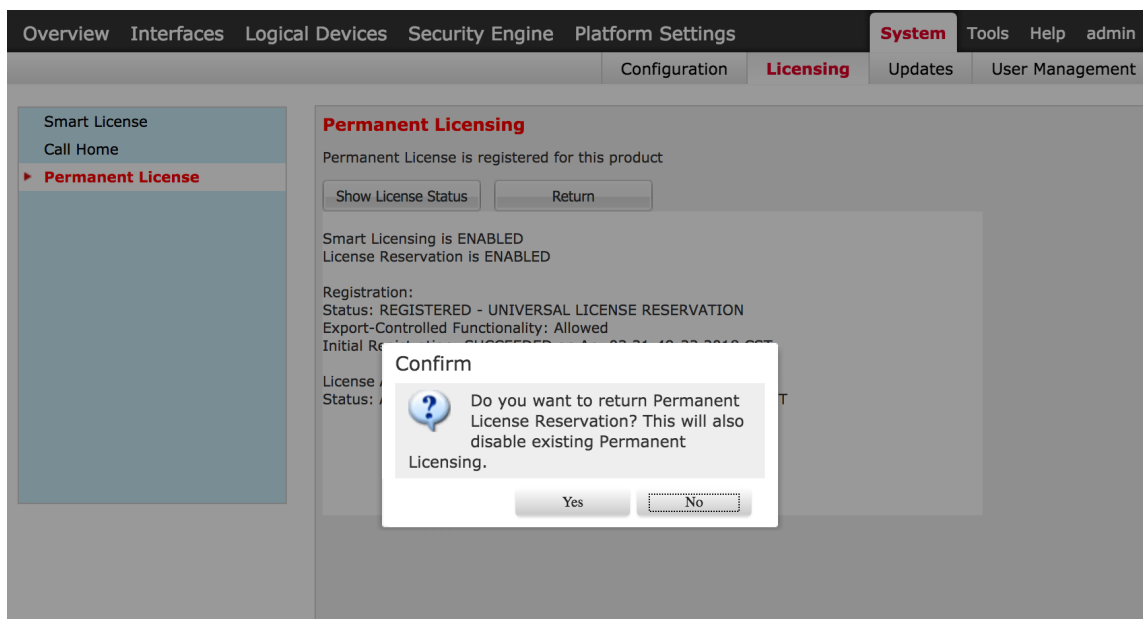 Overview Interfaces Logical Devices Security Engine Platform Settings System Tools Help admin
Configuration Licensing Updates User Management
Smart License
Call Home
Permanent License
Permanent Licensing
Permanent License is registered for this product
Show License Status Return
Smart Licensing is ENABLED
License Reservation is ENABLED
Registration:
Status: REGISTERED - UNIVERSAL LICENSE RESERVATION
Export-Controlled Functionality: Allowed
Initial
License
Status:
Confirm
Do you want to return Permanent
License Reservation? This will also
disable existing Permanent
Licensing.
Yes No